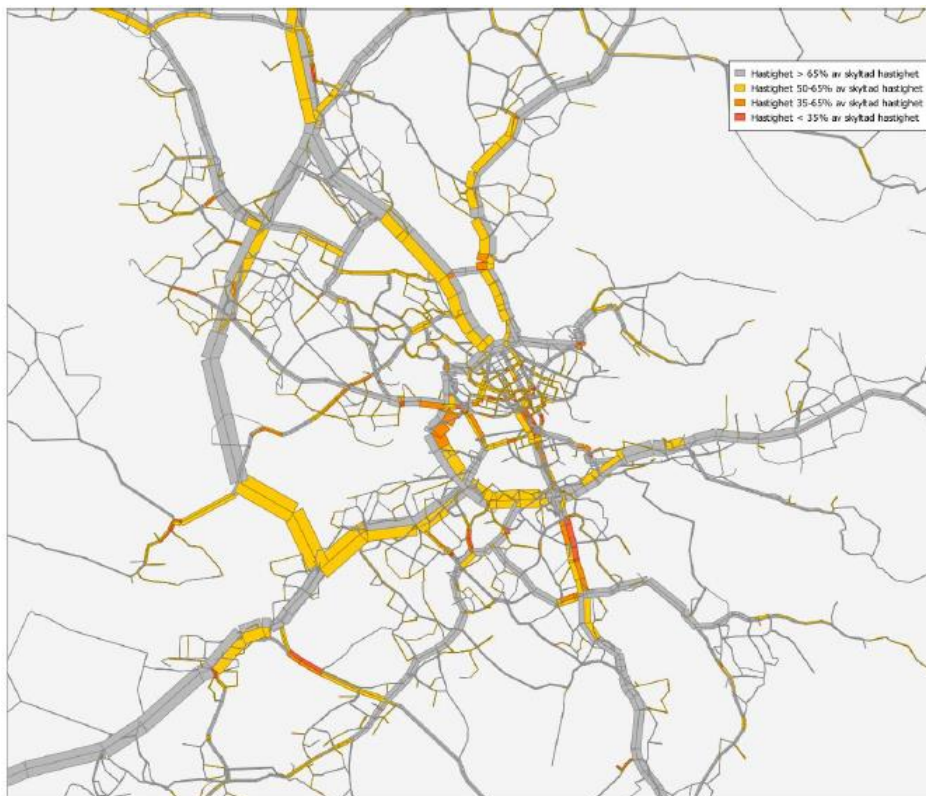 Hastighet > 65% av skyltad hastighet
Hastighet 50-65% av skyltad hastighet
Hastighet 35-65% av skyltad hastighet
Hastighet < 35% av skyltad hastighet